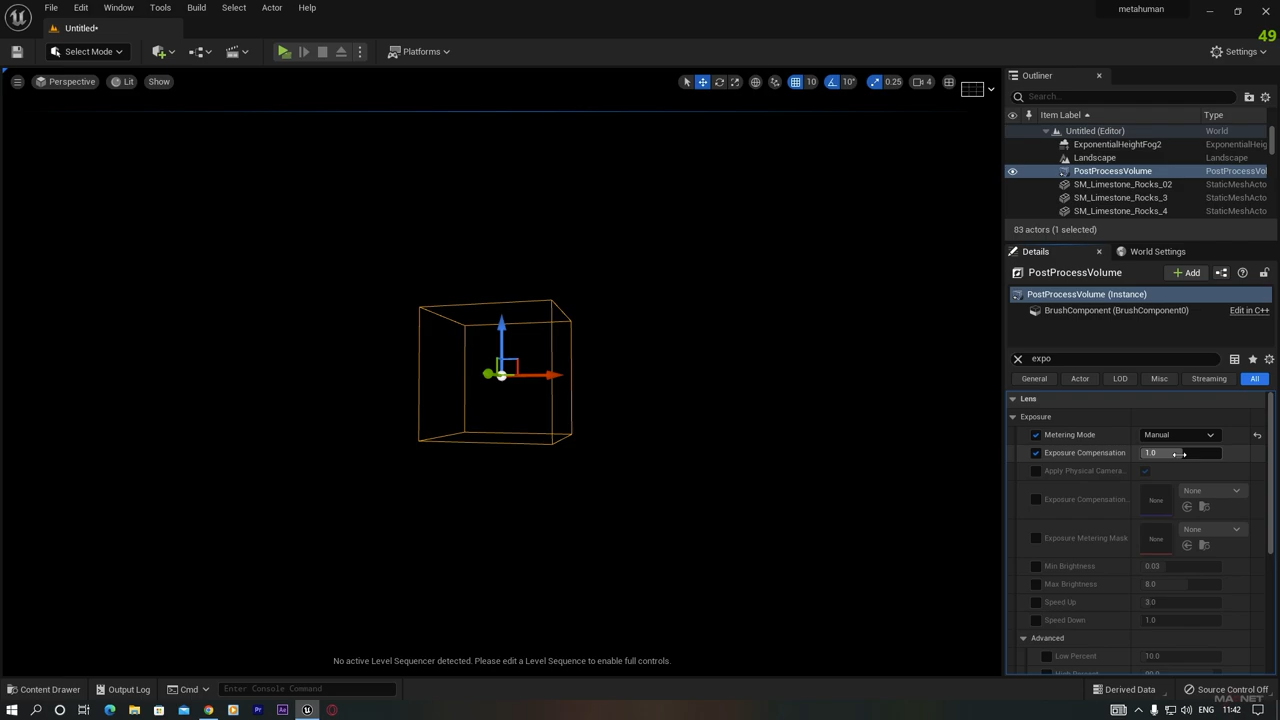 File Edit Window Tools Build Select Actor Help
metahuman
Untitled*
49
Select Mode
Platforms
Settings
Perspective
Lit
Show
10
10°
0.25
4
Outliner
Search...
Item Label
Type
Untitled (Editor)
World
ExponentialHeightFog2
ExponentialHeig
Landscape
Landscape
PostProcessVolume
PostProcessVol
SM_Limestone_Rocks_02
StaticMeshActo
SM_Limestone_Rocks_3
StaticMeshActo
SM_Limestone_Rocks_4
StaticMeshActo
83 actors (1 selected)
Details
World Settings
PostProcessVolume
Add
PostProcessVolume (Instance)
BrushComponent (BrushComponent0)
Edit in C++
expo
General
Actor
LOD
Misc
Streaming
All
Lens
Exposure
Metering Mode
Manual
Exposure Compensation
1.0
Apply Physical Camera...
Exposure Compensation...
None
None
Exposure Metering Mask
None
None
Min Brightness
0.03
Max Brightness
8.0
Speed Up
3.0
Speed Down
1.0
Advanced
Low Percent
10.0
No active Level Sequencer detected. Please edit a Level Sequence to enable full controls.
Content Drawer
Output Log
Cmd
Enter Console Command
Derived Data
Source Control Off
ENG
11:42